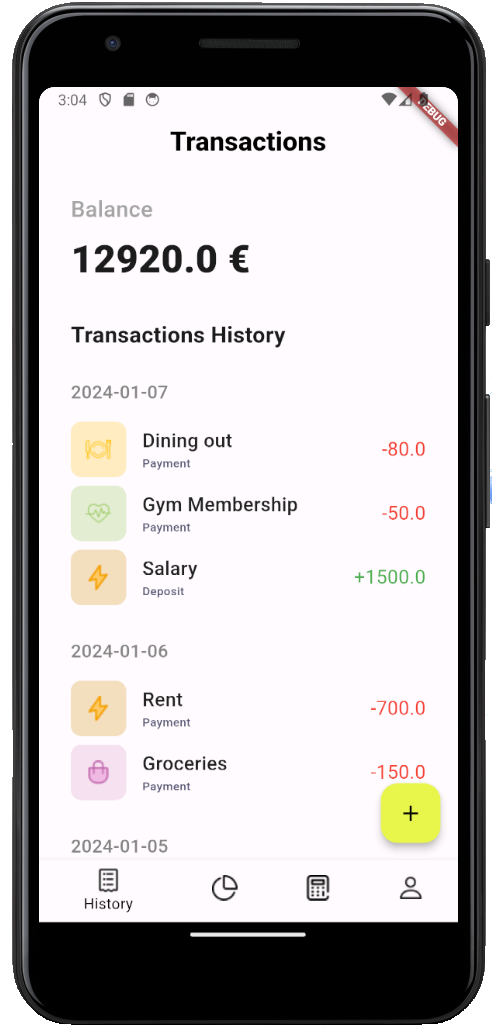 3:04
DEBUG
Transactions
Balance
12920.0 €
Transactions History
2024-01-07
Dining out
-80.0
Payment
Gym Membership
-50.0
Payment
Salary
+1500.0
Deposit
2024-01-06
Rent
-700.0
Payment
Groceries
-150.0
Payment
+
2024-01-05
History